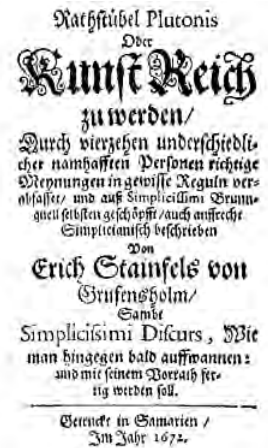 Rathstübel Plutonis
Oder
Kunst Reich
zu werden/
Durch vierzehen underschiedli-
cher namhafften Personen richtige
Meynungen in gewisse Reguln ver-
abfasset/ und auß Simplicissimi Brunn-
quell selbsten geschöpfft/auch auffrecht
Simplicianisch beschrieben
Von
Erich Stainfels von
Grufensholm/
Sambt
Simplicissimi Discurs, Wie
man hingegen bald auffwannen:
und mit seinem Vorrath fer-
tig werden soll.
Getruckt in Samarien /
Im Jahr 1672.